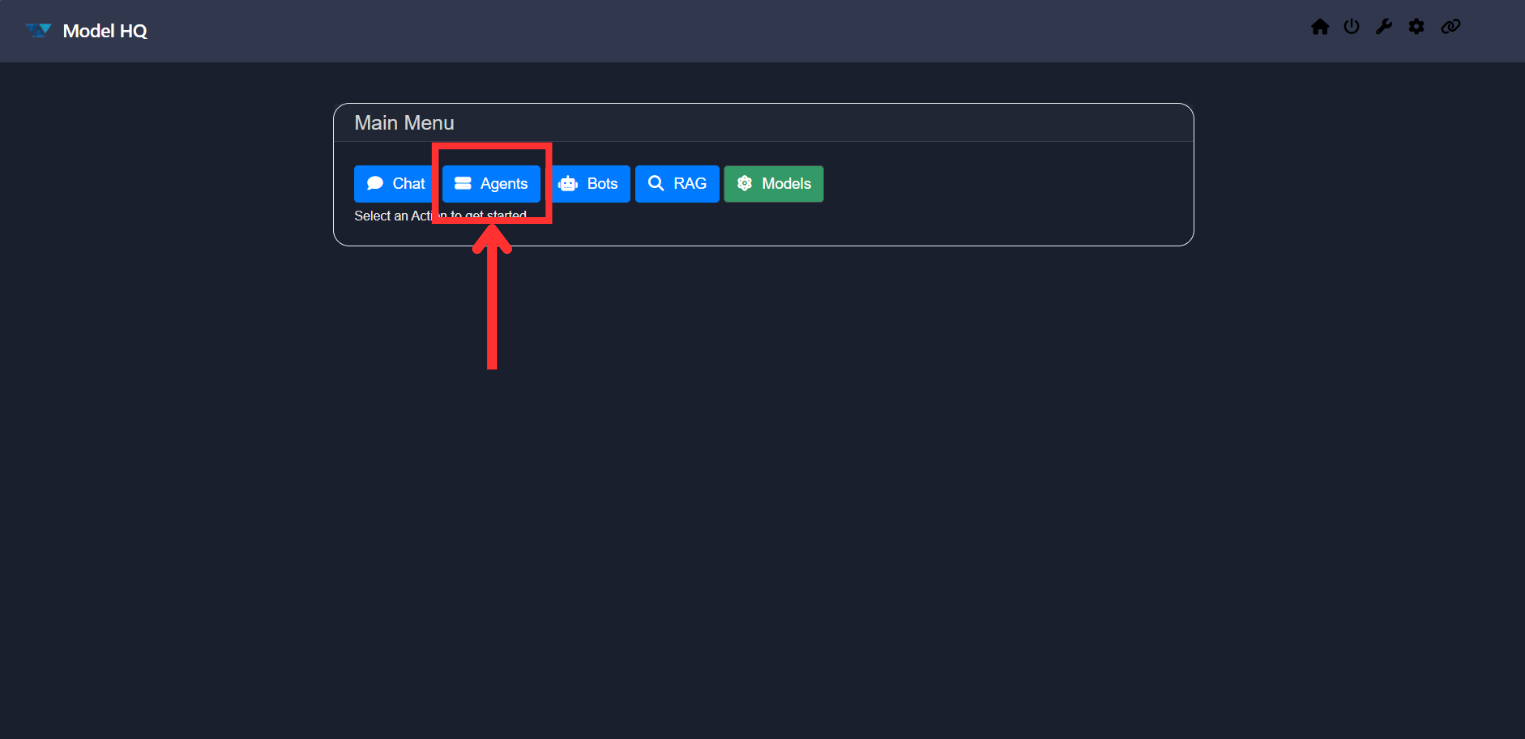 Model HQ
Main Menu
Chat Agents Bots RAG Models
Select an Action to get started